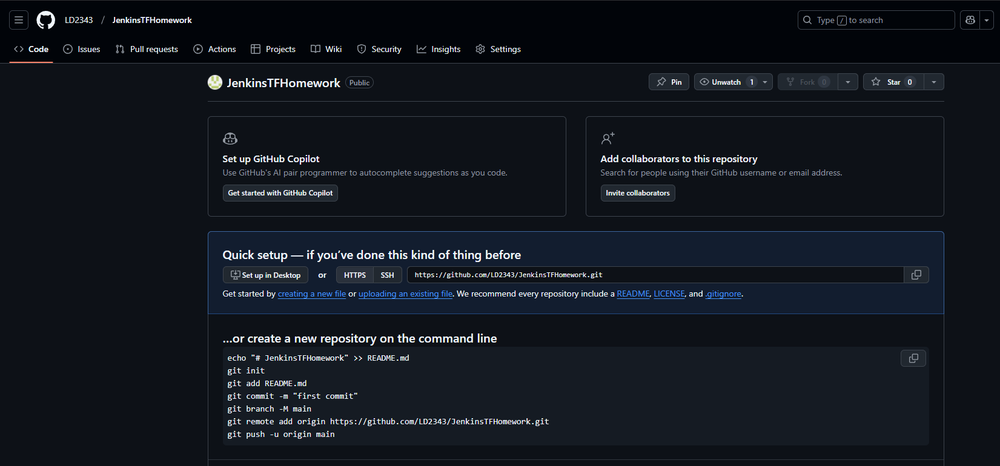 LD2343 / JenkinsTFHomework
Type / to search
Code Issues Pull requests Actions Projects Wiki Security Insights Settings
JenkinsTFHomework Public
Pin Unwatch 1 Fork 0 Star 0
Set up GitHub Copilot
Use GitHub's AI pair programmer to autocomplete suggestions as you code.
Get started with GitHub Copilot
Add collaborators to this repository
Search for people using their GitHub username or email address.
Invite collaborators
Quick setup — if you’ve done this kind of thing before
Set up in Desktop or HTTPS SSH https://github.com/LD2343/JenkinsTFHomework.git
Get started by creating a new file or uploading an existing file. We recommend every repository include a README, LICENSE, and .gitignore.
…or create a new repository on the command line
echo "# JenkinsTFHomework" >> README.md
git init
git add README.md
git commit -m "first commit"
git branch -M main
git remote add origin https://github.com/LD2343/JenkinsTFHomework.git
git push -u origin main